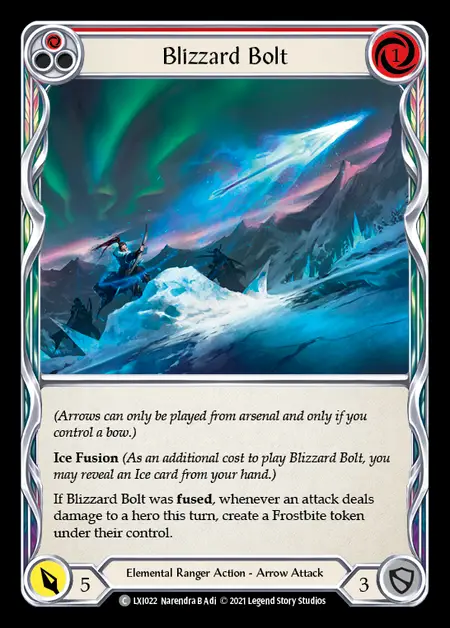 Blizzard Bolt
1
(Arrows can only be played from arsenal and only if you
control a bow.)
Ice Fusion (As an additional cost to play Blizzard Bolt, you
may reveal an Ice card from your hand.)
If Blizzard Bolt was fused, whenever an attack deals
damage to a hero this turn, create a Frostbite token
under their control.
5
Elemental Ranger Action - Arrow Attack
3
C LXI022 Narendra B Adi © 2021 Legend Story Studios